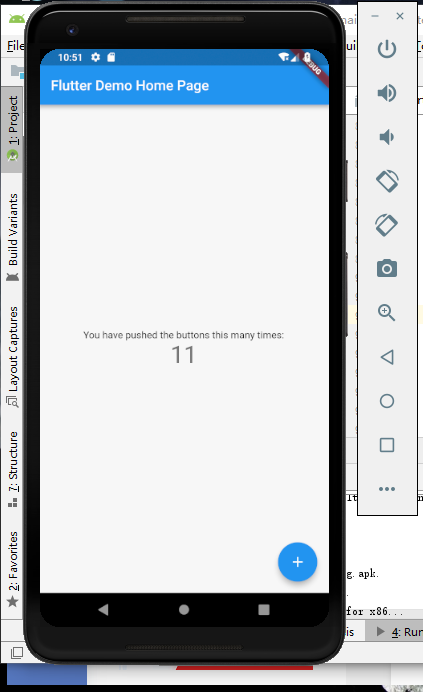 File
10:51
Flutter Demo Home Page
1: Project
Build Variants
Layout Captures
7: Structure
2: Favorites
You have pushed the buttons this many times:
11
+
g. apk.
for x86...
4: Run